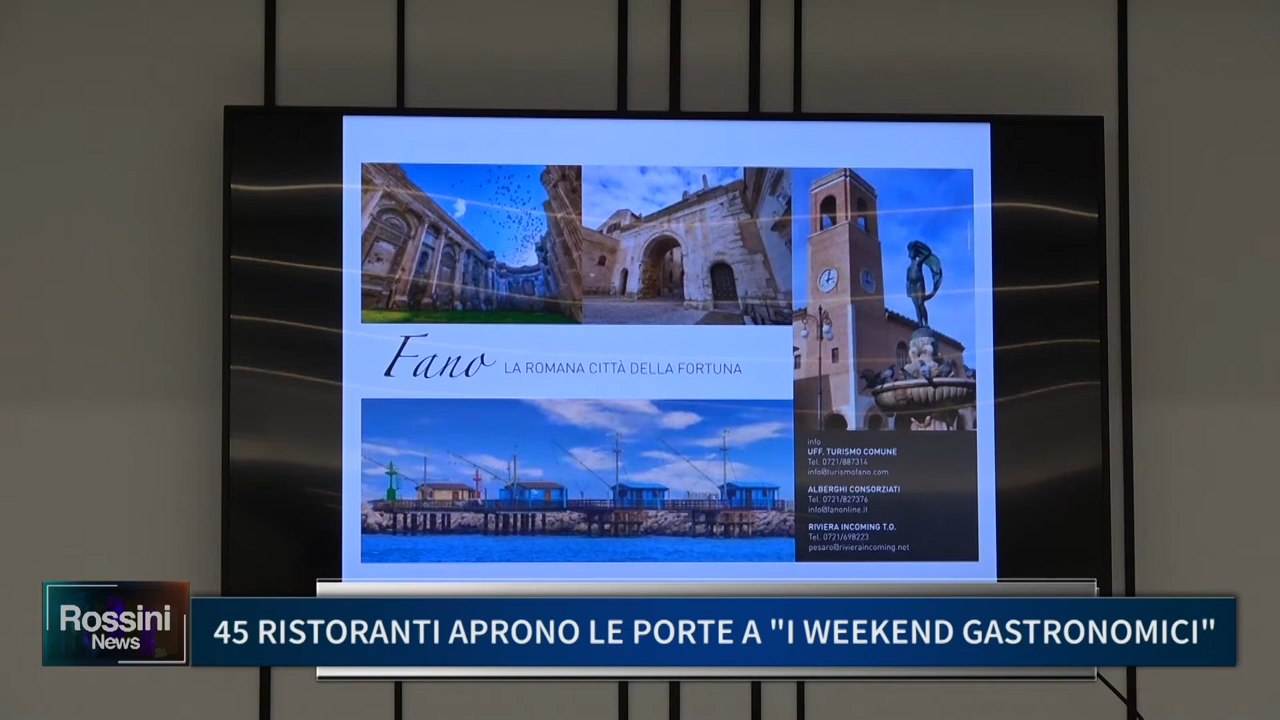 Fano LA ROMANA CITTÀ DELLA FORTUNA
info
UFF. TURISMO COMUNE
Tel. 0721/887314
info@turismofano.com
ALBERGHI CONSORZIATI
Tel. 0721/827376
info@fanonline.it
RIVIERA INCOMING T.O.
Tel. 0721/698223
pesaro@rivieraincoming.net
Rossini
News
45 RISTORANTI APRONO LE PORTE A "I WEEKEND GASTRONOMICI"